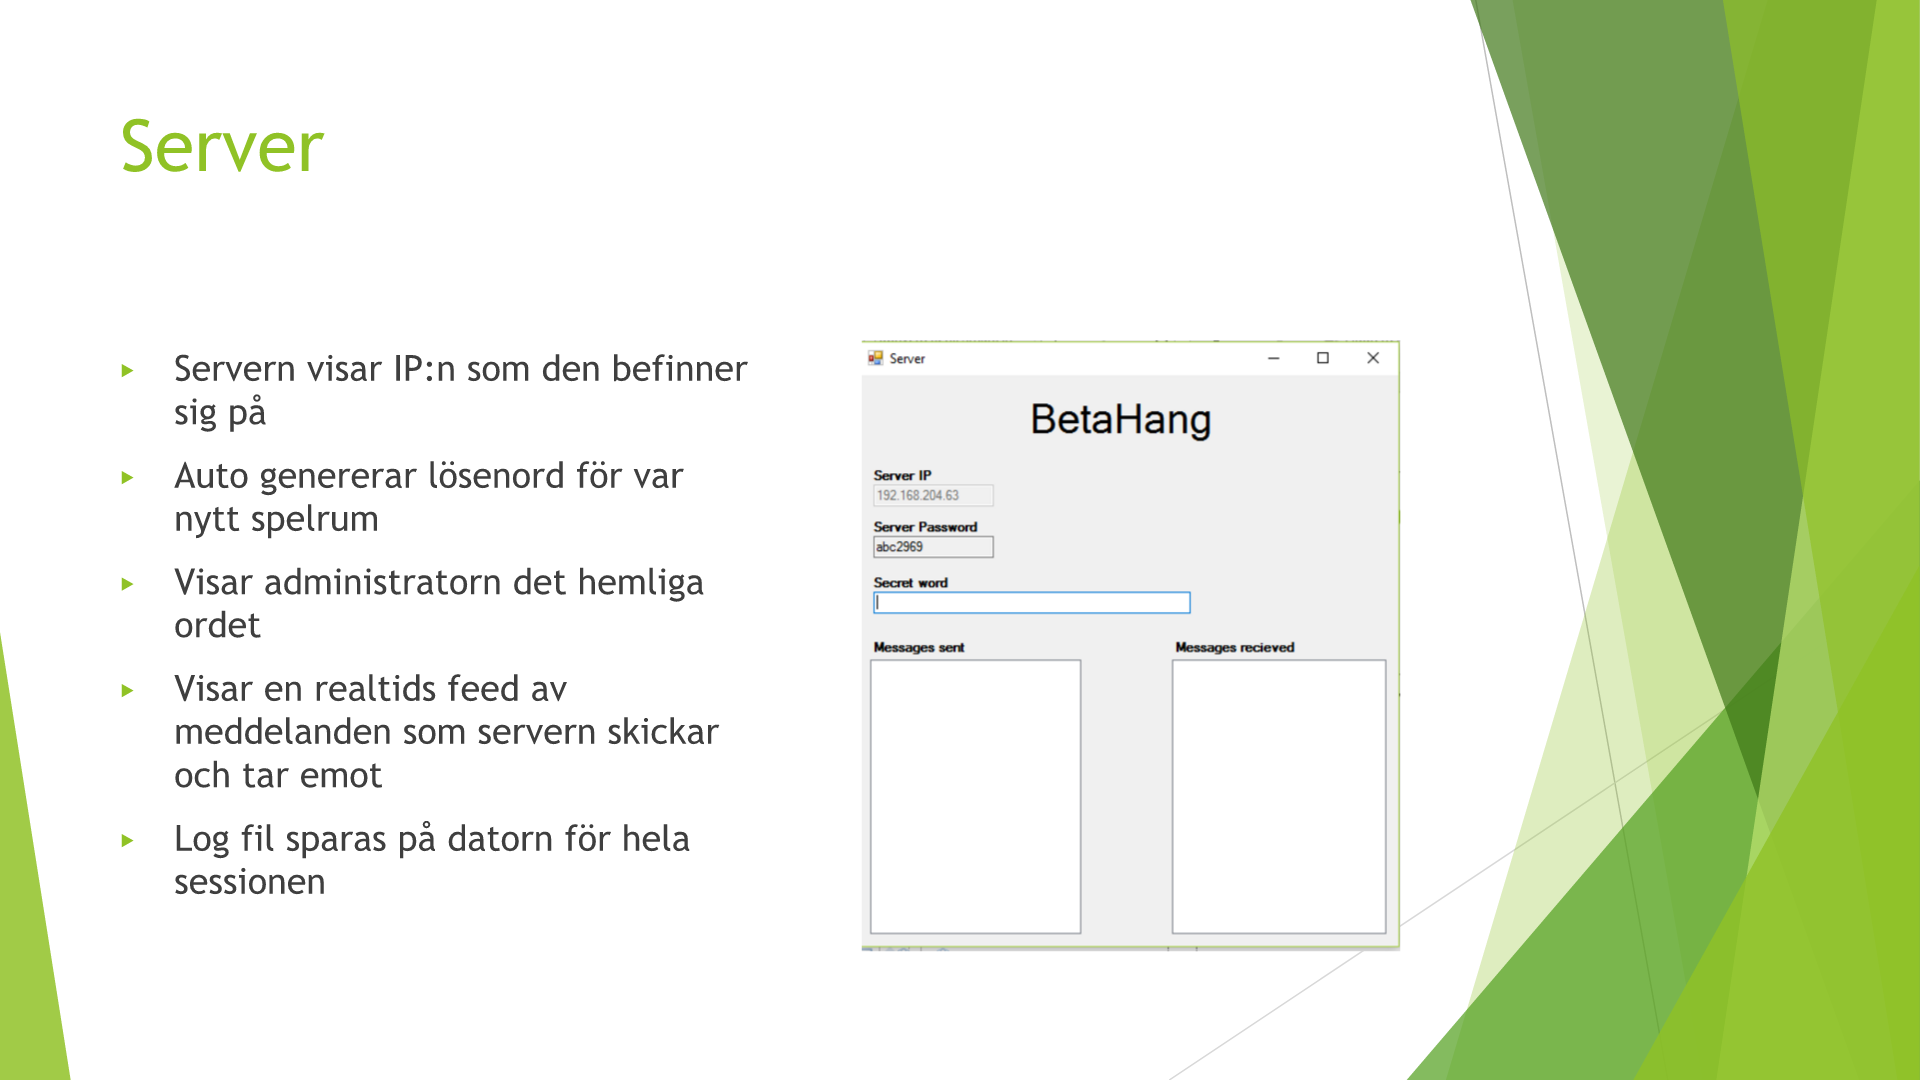 Server
Servern visar IP:n som den befinner
sig på
Auto genererar lösenord för var
nytt spelrum
Visar administratorn det hemliga
ordet
Visar en realtids feed av
meddelanden som servern skickar
och tar emot
Log fil sparas på datorn för hela
sessionen
Server
BetaHang
Server IP
192.168.204.63
Server Password
abc2969
Secret word
Messages sent
Messages recieved